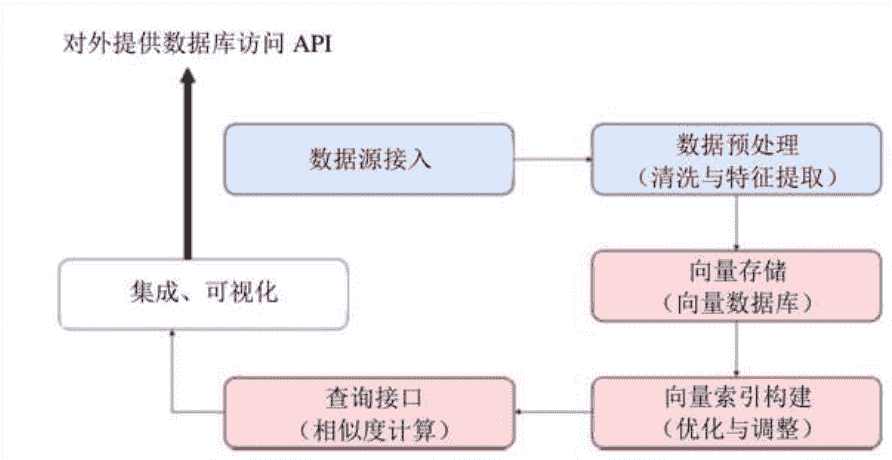 对外提供数据库访问 API
数据源接入
数据预处理
（清洗与特征提取）
向量存储
（向量数据库）
集成、可视化
查询接口
（相似度计算）
向量索引构建
（优化与调整）